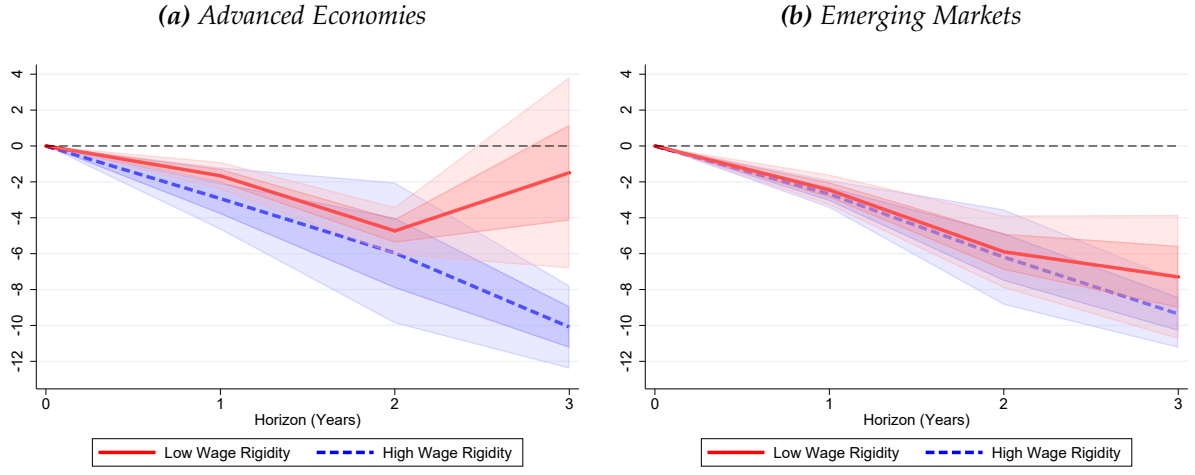 (a) Advanced Economies
4
2
0
-2
-4
-6
-8
-10
-12
0 1 2 3
Horizon (Years)
Low Wage Rigidity High Wage Rigidity
(b) Emerging Markets
4
2
0
-2
-4
-6
-8
-10
-12
0 1 2 3
Horizon (Years)
Low Wage Rigidity High Wage Rigidity